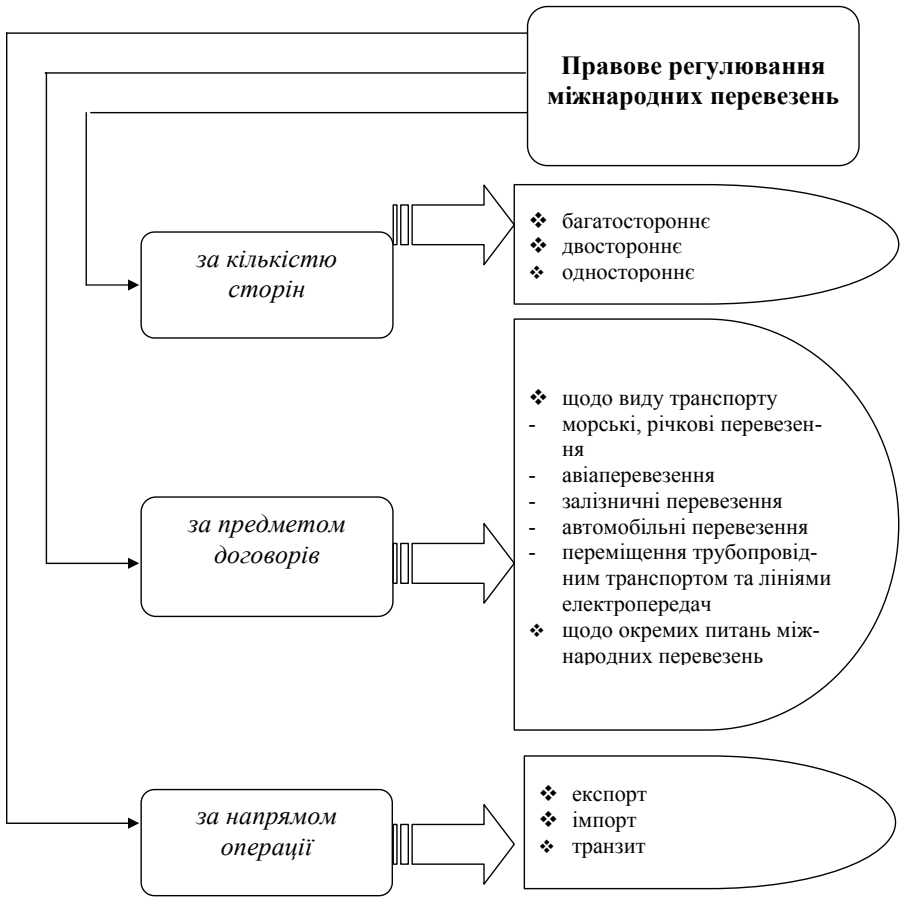 Правове регулювання
міжнародних перевезень
за кількістю
сторін
❖ багатостороннє
❖ двостороннє
❖ одностороннє
за предметом
договорів
❖ щодо виду транспорту
- морські, річкові перевезен-
ня
- авіаперевезення
- залізничні перевезення
- автомобільні перевезення
- переміщення трубопровід-
ним транспортом та лініями
електропередач
❖ щодо окремих питань між-
народних перевезень
за напрямом
операції
❖ експорт
❖ імпорт
❖ транзит